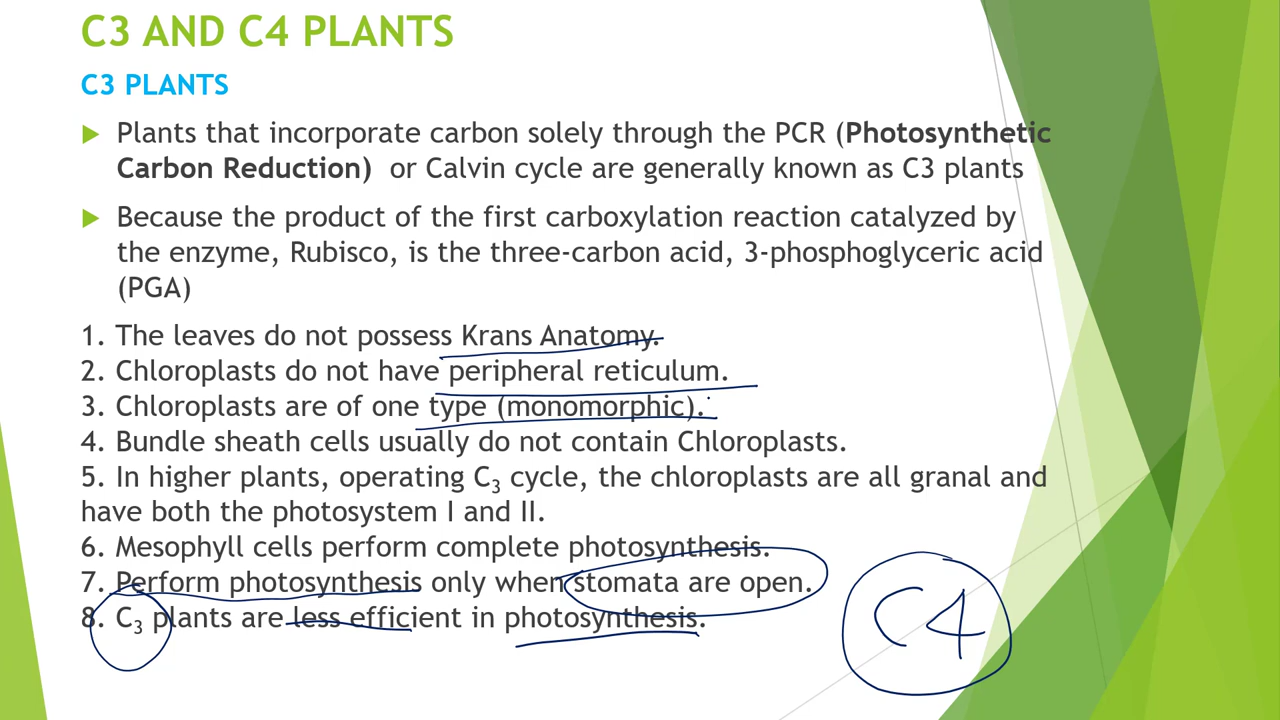 C3 AND C4 PLANTS
C3 PLANTS
Plants that incorporate carbon solely through the PCR (Photosynthetic
Carbon Reduction) or Calvin cycle are generally known as C3 plants
Because the product of the first carboxylation reaction catalyzed by
the enzyme, Rubisco, is the three-carbon acid, 3-phosphoglyceric acid
(PGA)
1. The leaves do not possess Krans Anatomy.
2. Chloroplasts do not have peripheral reticulum.
3. Chloroplasts are of one type (monomorphic).
4. Bundle sheath cells usually do not contain Chloroplasts.
5. In higher plants, operating C₃ cycle, the chloroplasts are all granal and
have both the photosystem I and II.
6. Mesophyll cells perform complete photosynthesis.
7. Perform photosynthesis only when stomata are open.
8. C₃ plants are less efficient in photosynthesis.
C4